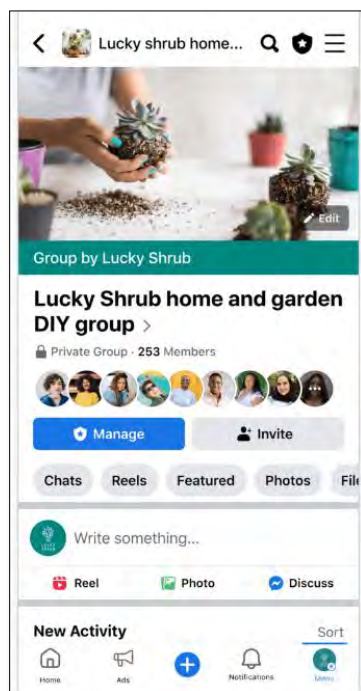 Lucky shrub home...
Edit
Group by Lucky Shrub
Lucky Shrub home and garden
DIY group >
Private Group · 253 Members
Manage
Invite
Chats
Reels
Featured
Photos
File
Write something...
Reel
Photo
Discuss
New Activity
Sort
Home
Ads
Notifications
Menu